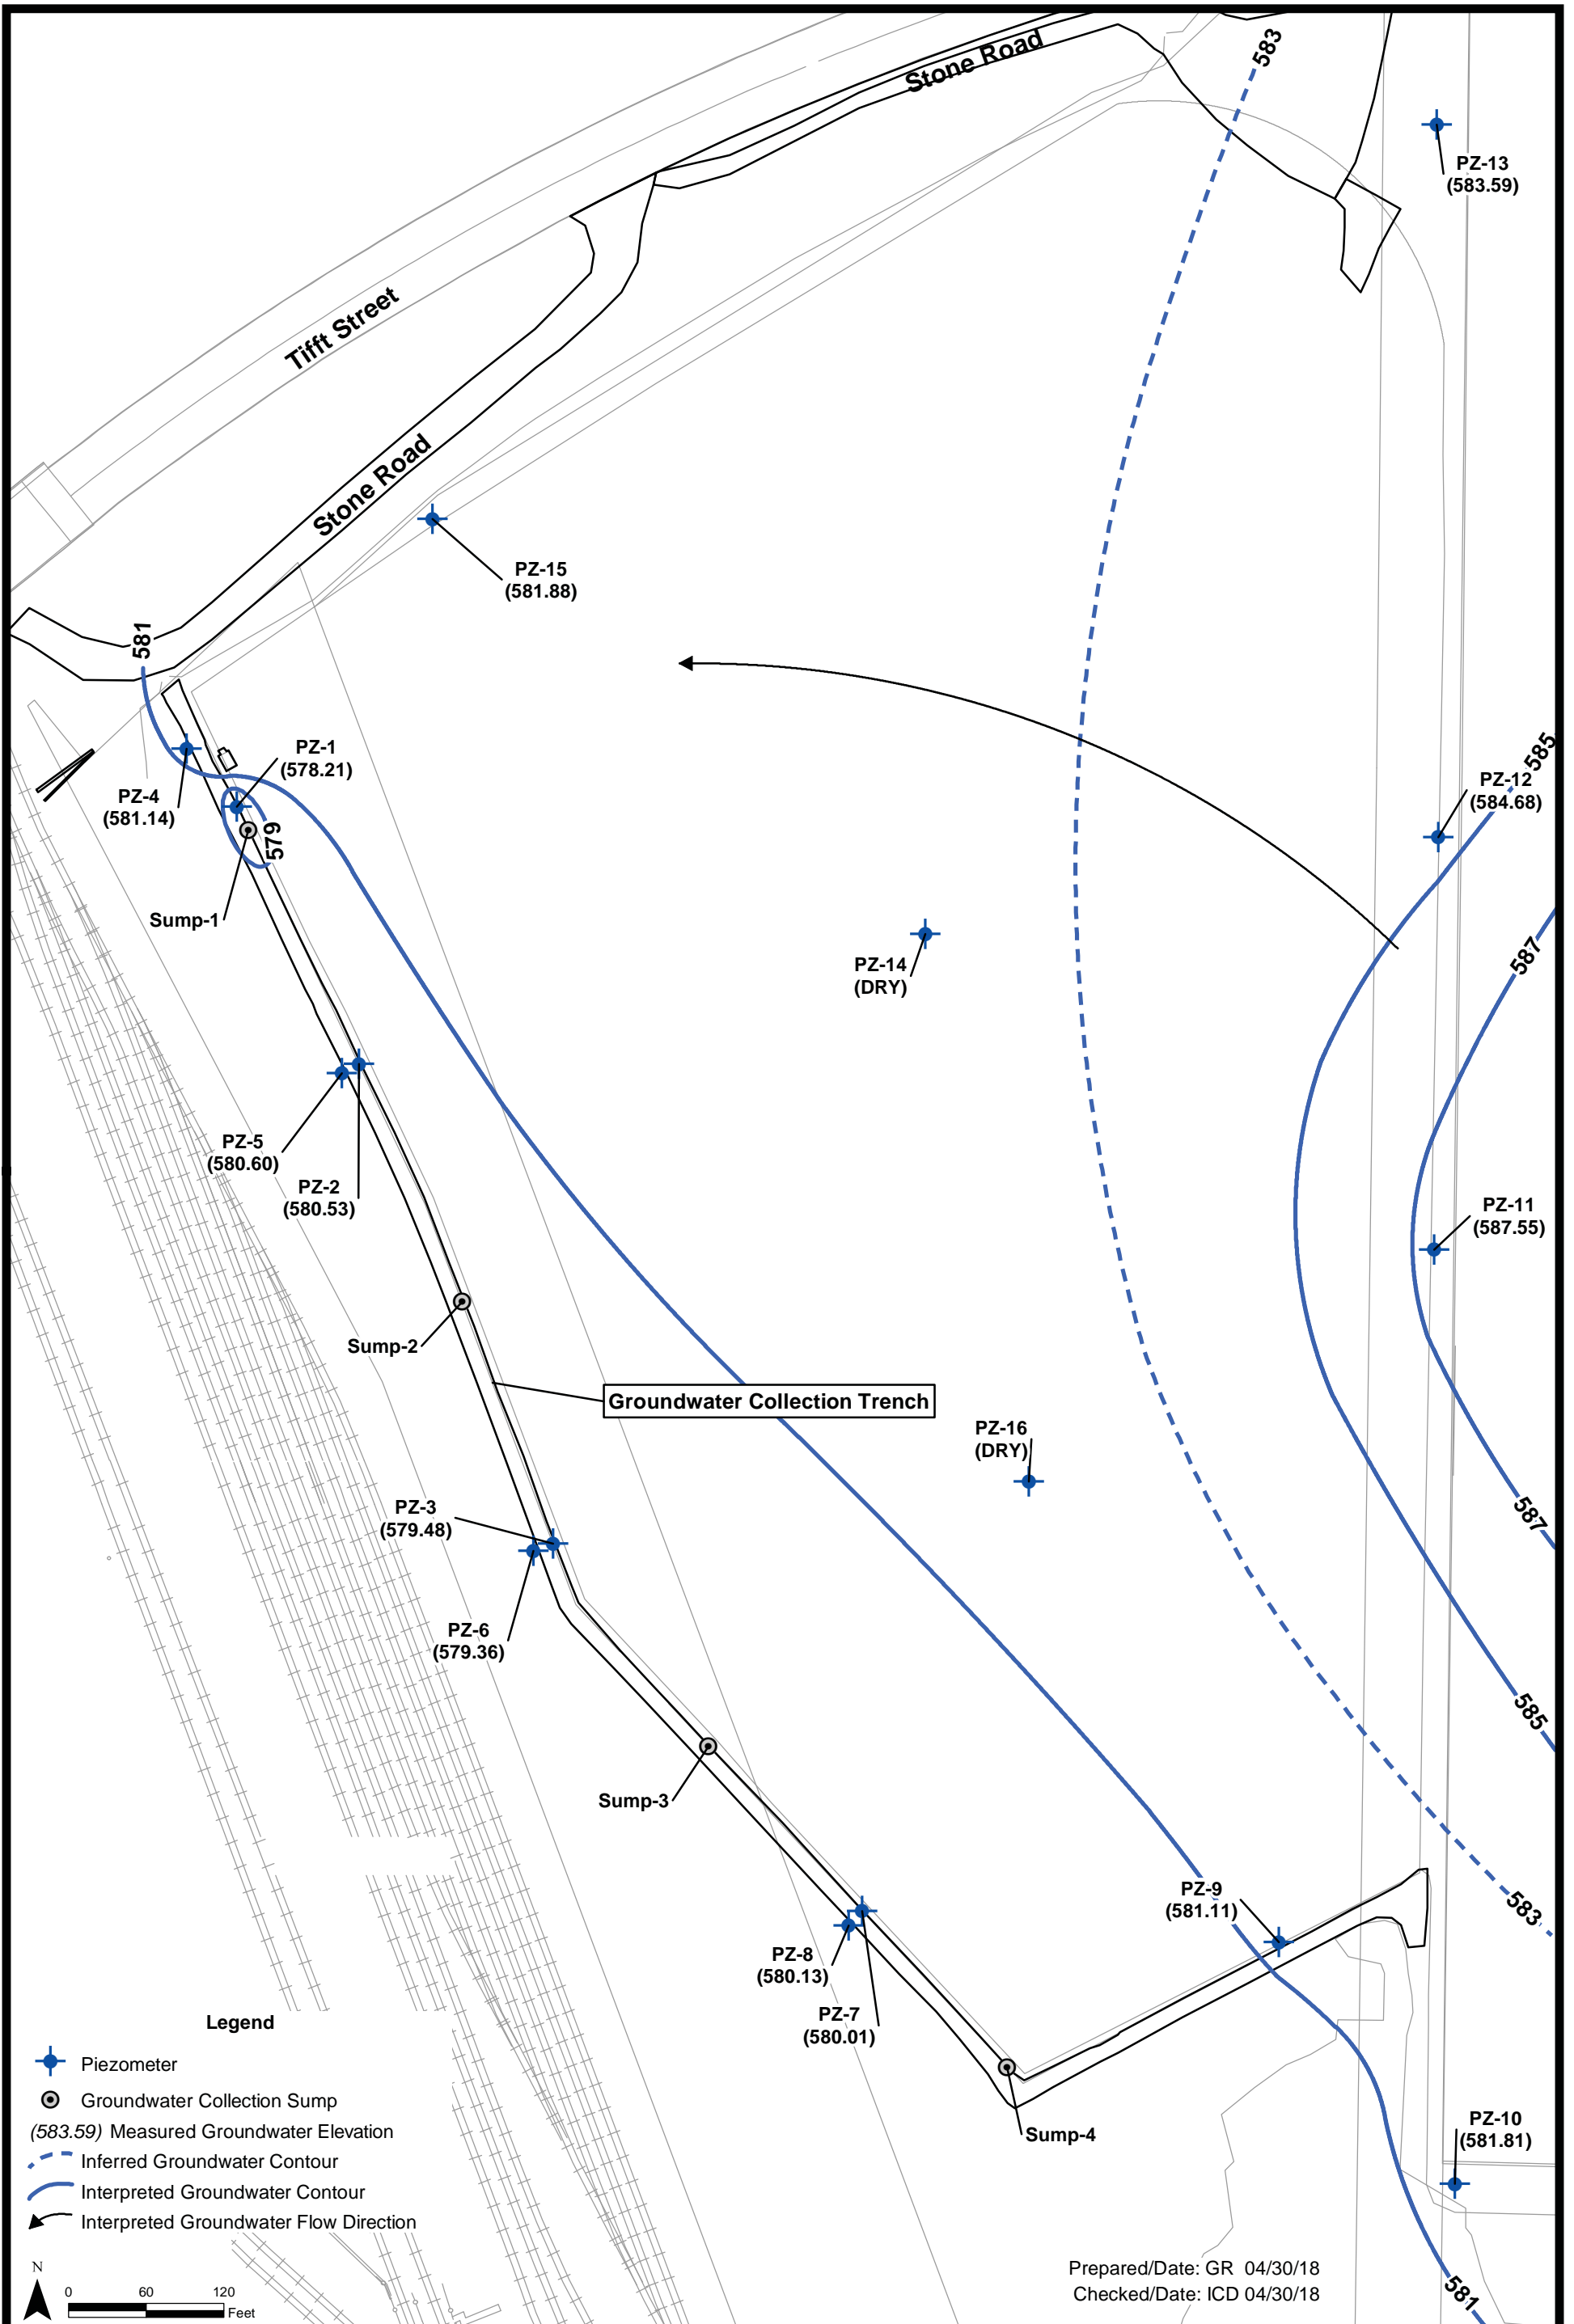 583
Stone Road
PZ-13
(583.59)
Tifft Street
Stone Road
PZ-15
(581.88)
581
585
PZ-1
(578.21)
PZ-12
(584.68)
PZ-4
(581.14)
579
Sump-1
587
PZ-14
(DRY)
PZ-5
(580.60)
PZ-2
(580.53)
PZ-11
(587.55)
Sump-2
Groundwater Collection Trench
PZ-16
(DRY)
PZ-3
(579.48)
587
PZ-6
(579.36)
585
Sump-3
PZ-9
(581.11)
583
PZ-8
(580.13)
PZ-7
(580.01)
Sump-4
PZ-10
(581.81)
581
Legend
Piezometer
Groundwater Collection Sump
(583.59) Measured Groundwater Elevation
Inferred Groundwater Contour
Interpreted Groundwater Contour
Interpreted Groundwater Flow Direction
N
0 60 120
Feet
Prepared/Date: GR 04/30/18
Checked/Date: ICD 04/30/18